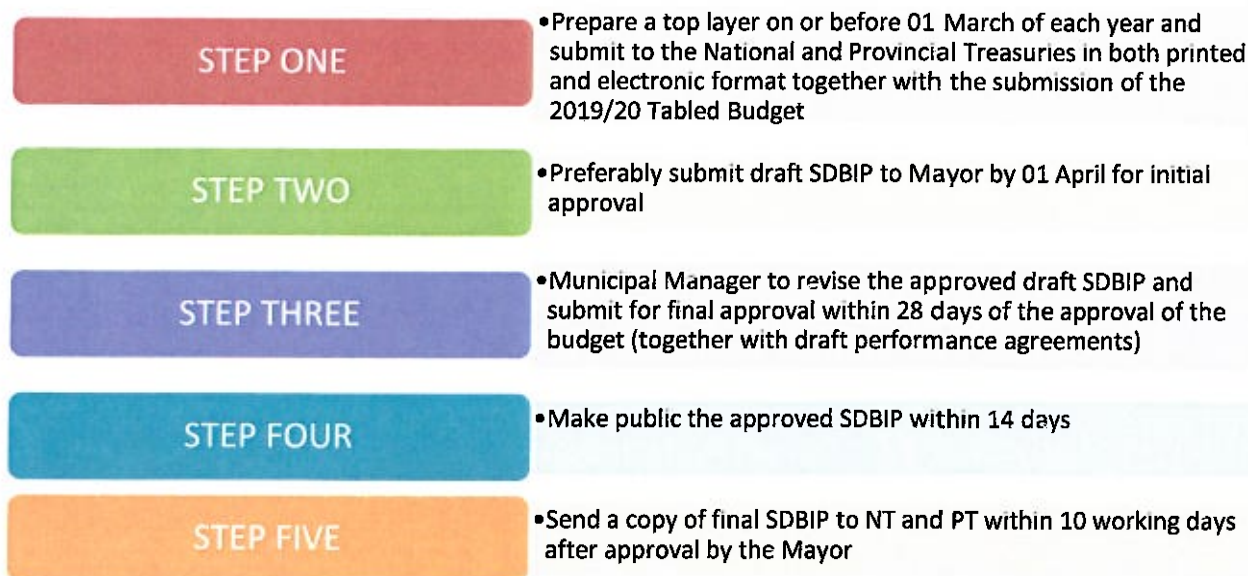 STEP ONE
•Prepare a top layer on or before 01 March of each year and
submit to the National and Provincial Treasuries in both printed
and electronic format together with the submission of the
2019/20 Tabled Budget
STEP TWO
•Preferably submit draft SDBIP to Mayor by 01 April for initial
approval
STEP THREE
•Municipal Manager to revise the approved draft SDBIP and
submit for final approval within 28 days of the approval of the
budget (together with draft performance agreements)
STEP FOUR
•Make public the approved SDBIP within 14 days
STEP FIVE
•Send a copy of final SDBIP to NT and PT within 10 working days
after approval by the Mayor